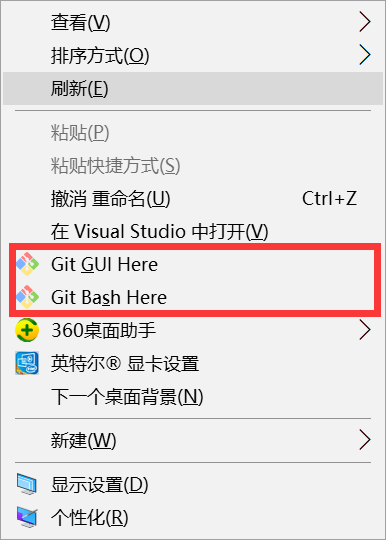 查看(V)
排序方式(O)
刷新(E)
粘贴(P)
粘贴快捷方式(S)
撤消 重命名(U) Ctrl+Z
在 Visual Studio 中打开(V)
Git GUI Here
Git Bash Here
360桌面助手
英特尔® 显卡设置
下一个桌面背景(N)
新建(W)
显示设置(D)
个性化(R)